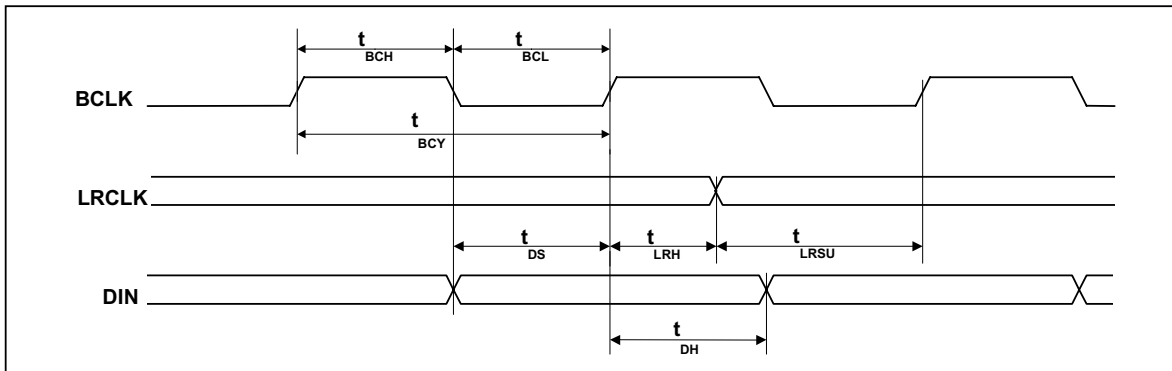 t BCH
t BCL
BCLK
t BCY
LRCLK
t DS
t LRH
t LRSU
DIN
t DH